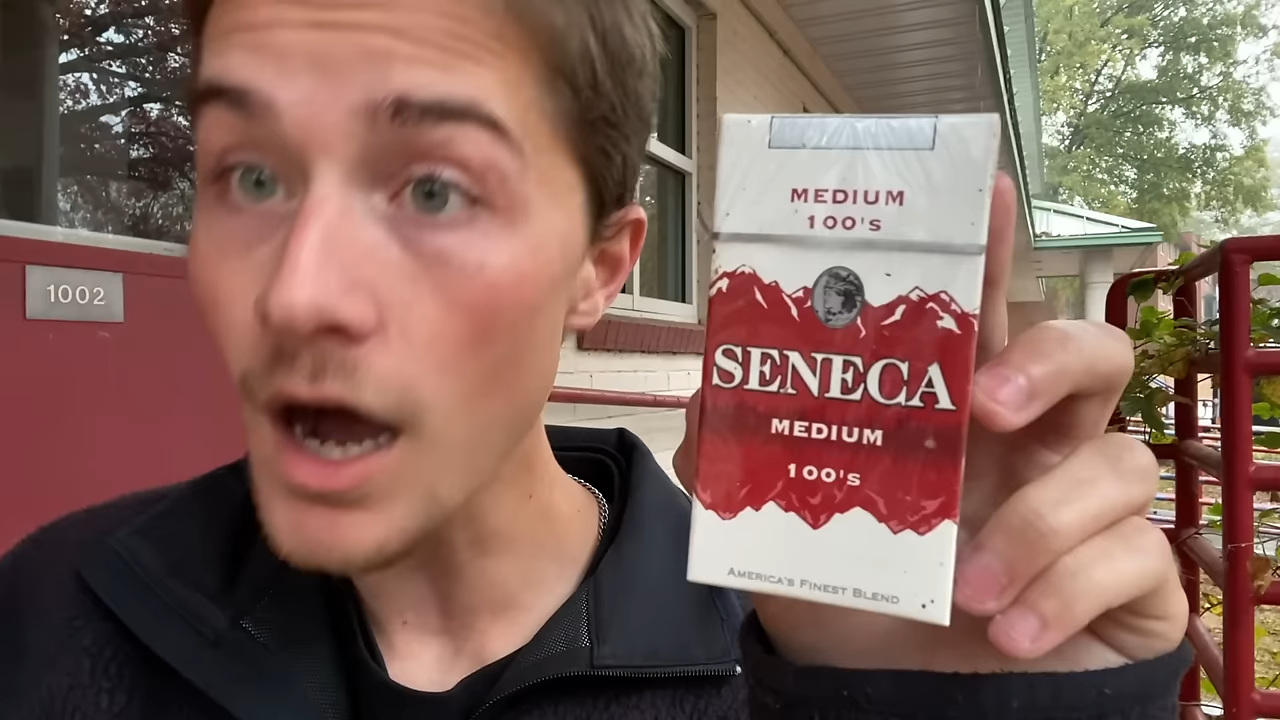 1002
MEDIUM
100's
SENECA
MEDIUM
100's
AMERICA'S FINEST BLEND